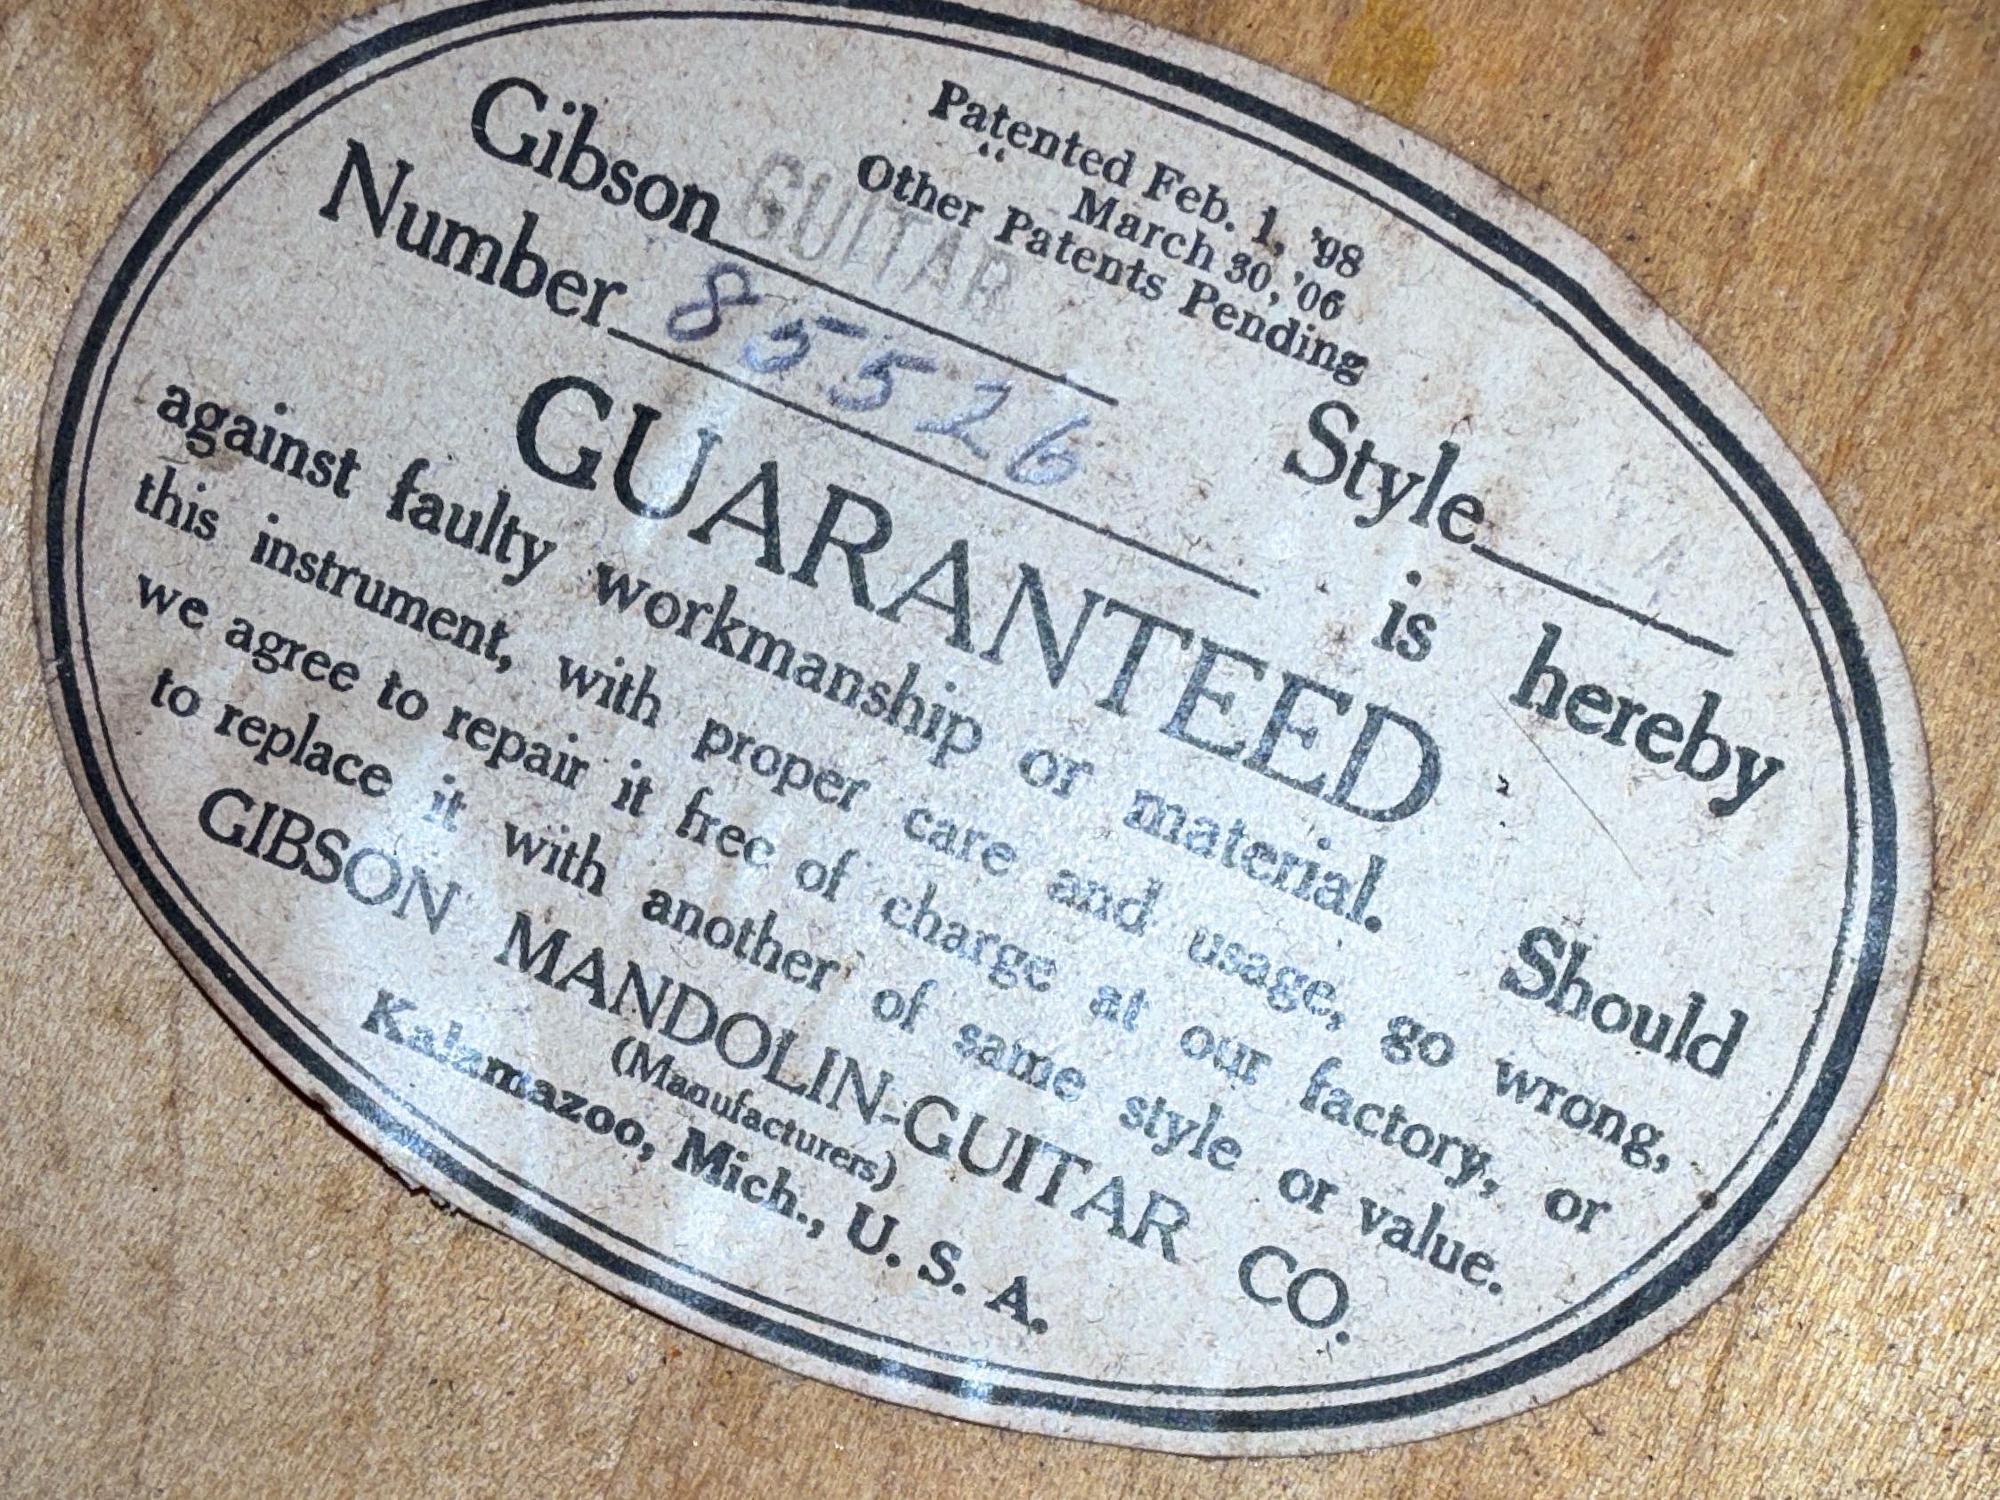 Patented Feb. 1, '98
“ March 30, '06
Other Patents Pending
Gibson GUITAR Style
Number 85526 is hereby
GUARANTEED
against faulty workmanship or material. Should
this instrument, with proper care and usage, go wrong,
we agree to repair it free of charge at our factory, or
to replace it with another of same style or value.
GIBSON MANDOLIN-GUITAR CO.
(Manufacturers)
Kalamazoo, Mich., U. S. A.